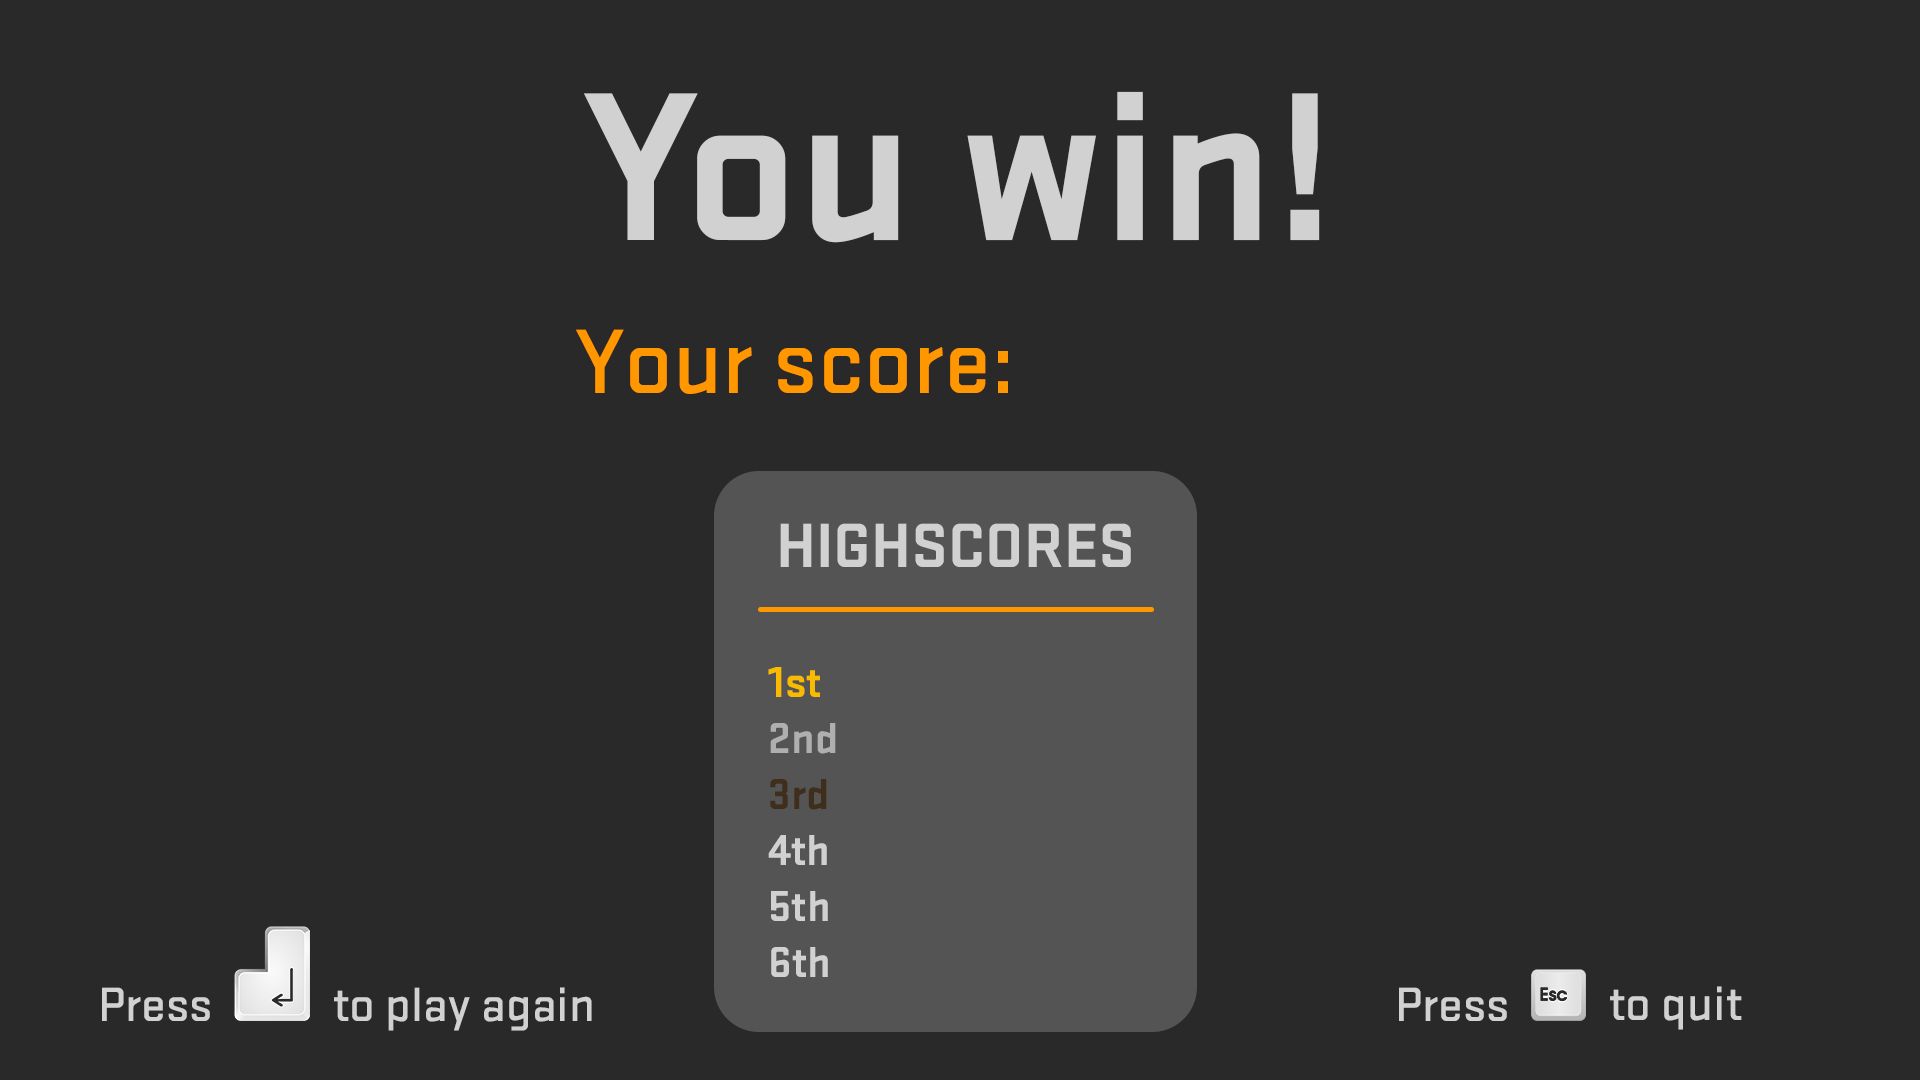 You win!
Your score:
HIGHSCORES
1st
2nd
3rd
4th
5th
6th
Press to play again
Press Esc to quit